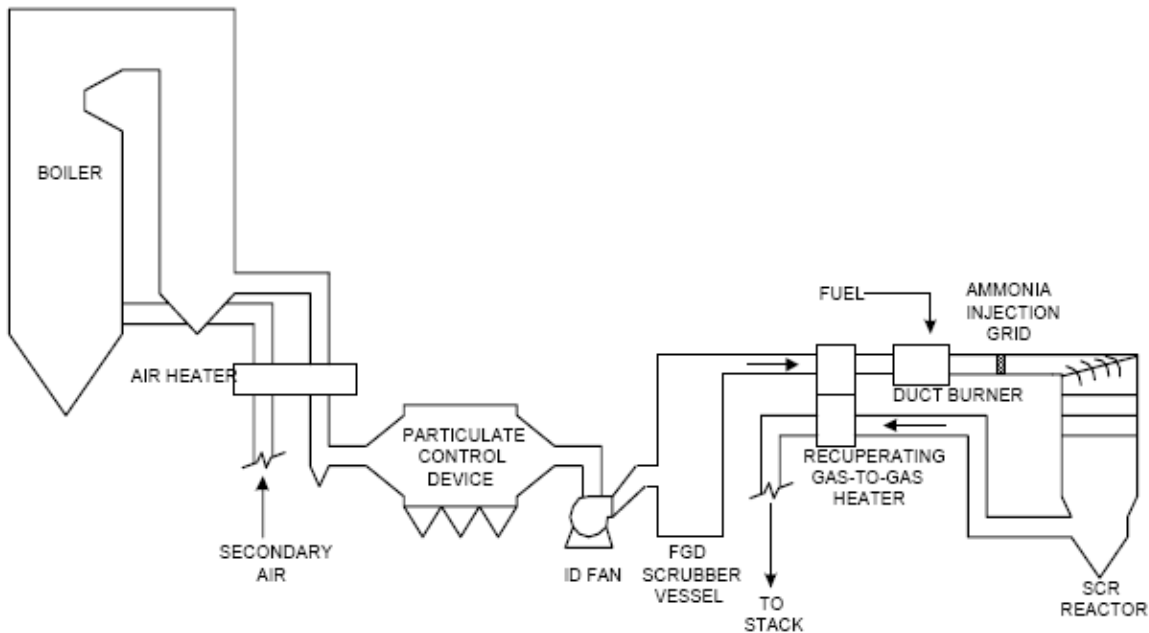 BOILER
AIR HEATER
SECONDARY
AIR
PARTICULATE
CONTROL
DEVICE
ID FAN
FGD
SCRUBBER
VESSEL
FUEL
AMMONIA
INJECTION
GRID
DUCT BURNER
RECUPERATING
GAS-TO-GAS
HEATER
TO
STACK
SCR
REACTOR